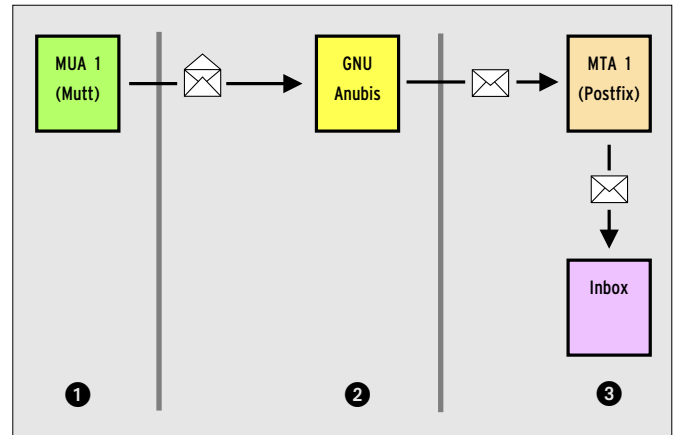 MUA 1
(Mutt)
GNU
Anubis
MTA 1
(Postfix)
Inbox
1
2
3